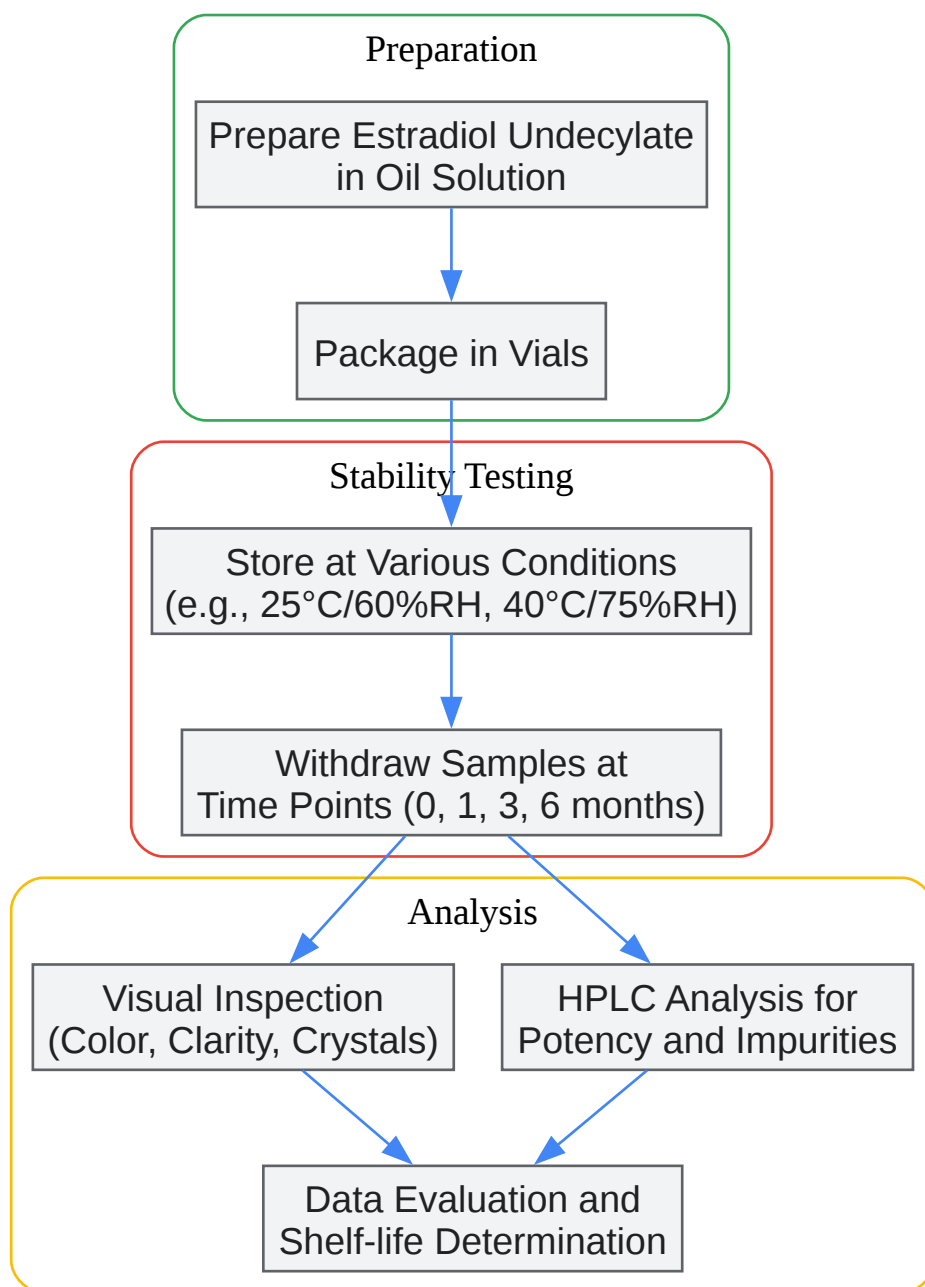 Preparation
Prepare Estradiol Undecylate
in Oil Solution
Package in Vials
Stability Testing
Store at Various Conditions
(e.g., 25°C/60%RH, 40°C/75%RH)
Withdraw Samples at
Time Points (0, 1, 3, 6 months)
Analysis
Visual Inspection
(Color, Clarity, Crystals)
HPLC Analysis for
Potency and Impurities
Data Evaluation and
Shelf-life Determination